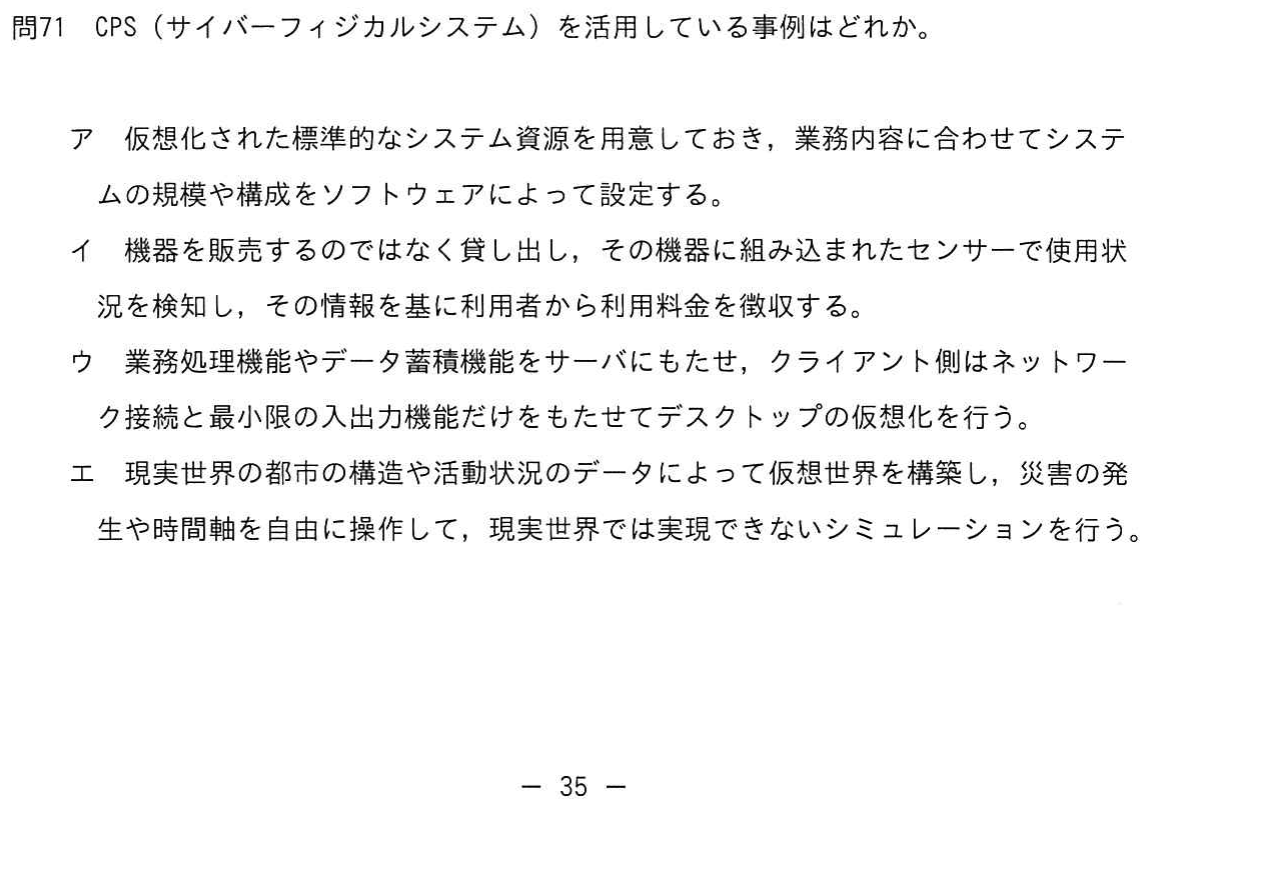 問71 CPS（サイバーフィジカルシステム）を活用している事例はどれか。
ア 仮想化された標準的なシステム資源を用意しておき，業務内容に合わせてシステ
ムの規模や構成をソフトウェアによって設定する。
イ 機器を販売するのではなく貸し出し，その機器に組み込まれたセンサーで使用状
況を検知し，その情報を基に利用者から利用料金を徴収する。
ウ 業務処理機能やデータ蓄積機能をサーバにもたせ，クライアント側はネットワー
ク接続と最小限の入出力機能だけをもたせてデスクトップの仮想化を行う。
エ 現実世界の都市の構造や活動状況のデータによって仮想世界を構築し，災害の発
生や時間軸を自由に操作して，現実世界では実現できないシミュレーションを行う。
－ 35 －